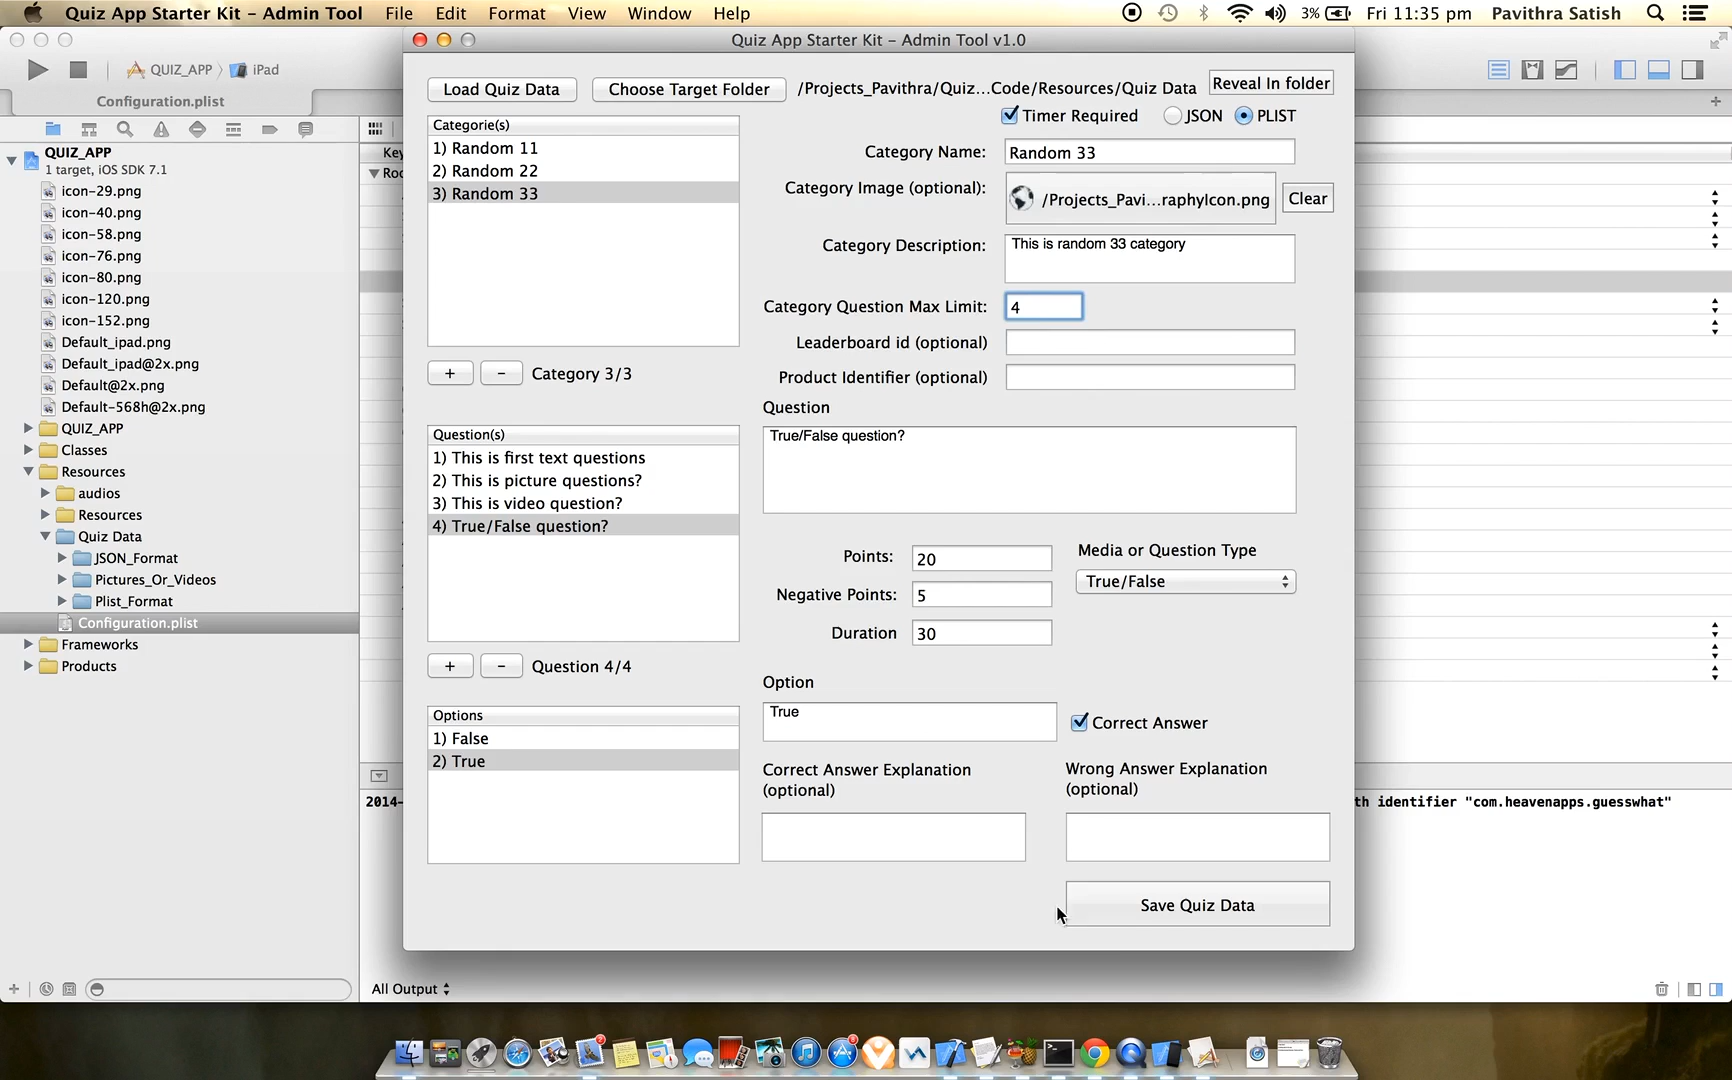 Quiz App Starter Kit – Admin Tool File Edit Format View Window Help 3% Fri 11:35 pm Pavithra Satish
Quiz App Starter Kit – Admin Tool v1.0
QUIZ_APP iPad
Configuration.plist
QUIZ_APP
1 target, iOS SDK 7.1
icon-29.png
icon-40.png
icon-58.png
icon-76.png
icon-80.png
icon-120.png
icon-152.png
Default_ipad.png
Default_ipad@2x.png
Default@2x.png
Default-568h@2x.png
QUIZ_APP
Classes
Resources
audios
Resources
Quiz Data
JSON_Format
Pictures_Or_Videos
Plist_Format
Configuration.plist
Frameworks
Products
Key
Roo
Load Quiz Data Choose Target Folder /Projects_Pavithra/Quiz...Code/Resources/Quiz Data Reveal In folder
Timer Required JSON PLIST
Categorie(s)
1) Random 11
2) Random 22
3) Random 33
+ - Category 3/3
Category Name: Random 33
Category Image (optional): /Projects_Pavi...raphyIcon.png Clear
Category Description: This is random 33 category
Category Question Max Limit: 4
Leaderboard id (optional)
Product Identifier (optional)
Question(s)
1) This is first text questions
2) This is picture questions?
3) This is video question?
4) True/False question?
+ - Question 4/4
Question
True/False question?
Points: 20
Negative Points: 5
Duration 30
Media or Question Type
True/False
Options
1) False
2) True
Option
True
Correct Answer
Correct Answer Explanation
(optional)
Wrong Answer Explanation
(optional)
Save Quiz Data
2014- th identifier "com.heavenapps.guesswhat"
All Output